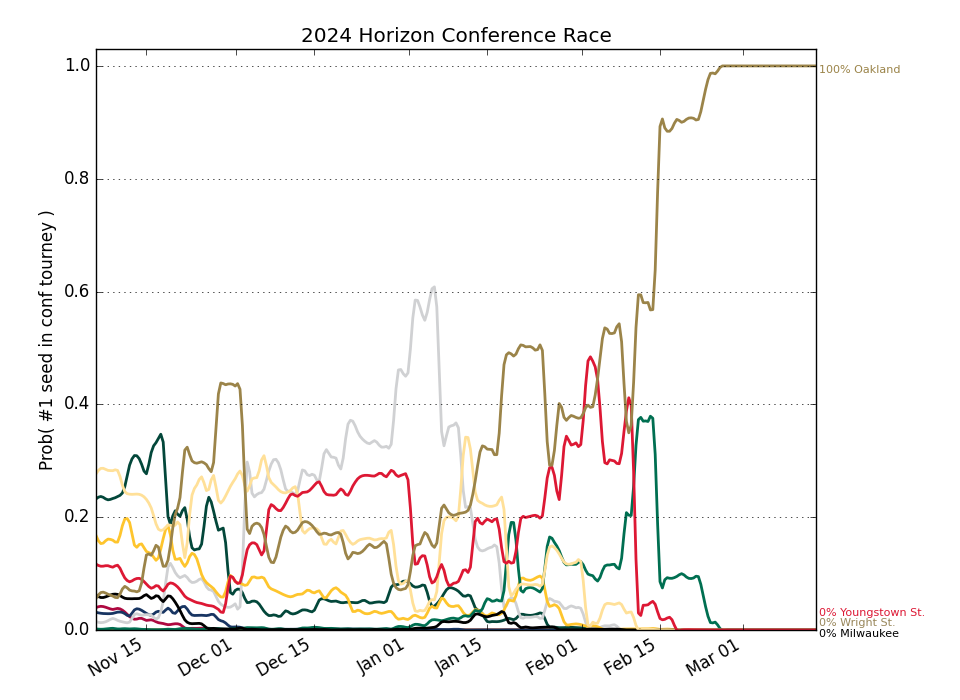 2024 Horizon Conference Race
Prob( #1 seed in conf tourney )
1.0
0.8
0.6
0.4
0.2
0.0
Nov 15
Dec 01
Dec 15
Jan 01
Jan 15
Feb 01
Feb 15
Mar 01
100% Oakland
0% Youngstown St.
0% Wright St.
0% Milwaukee